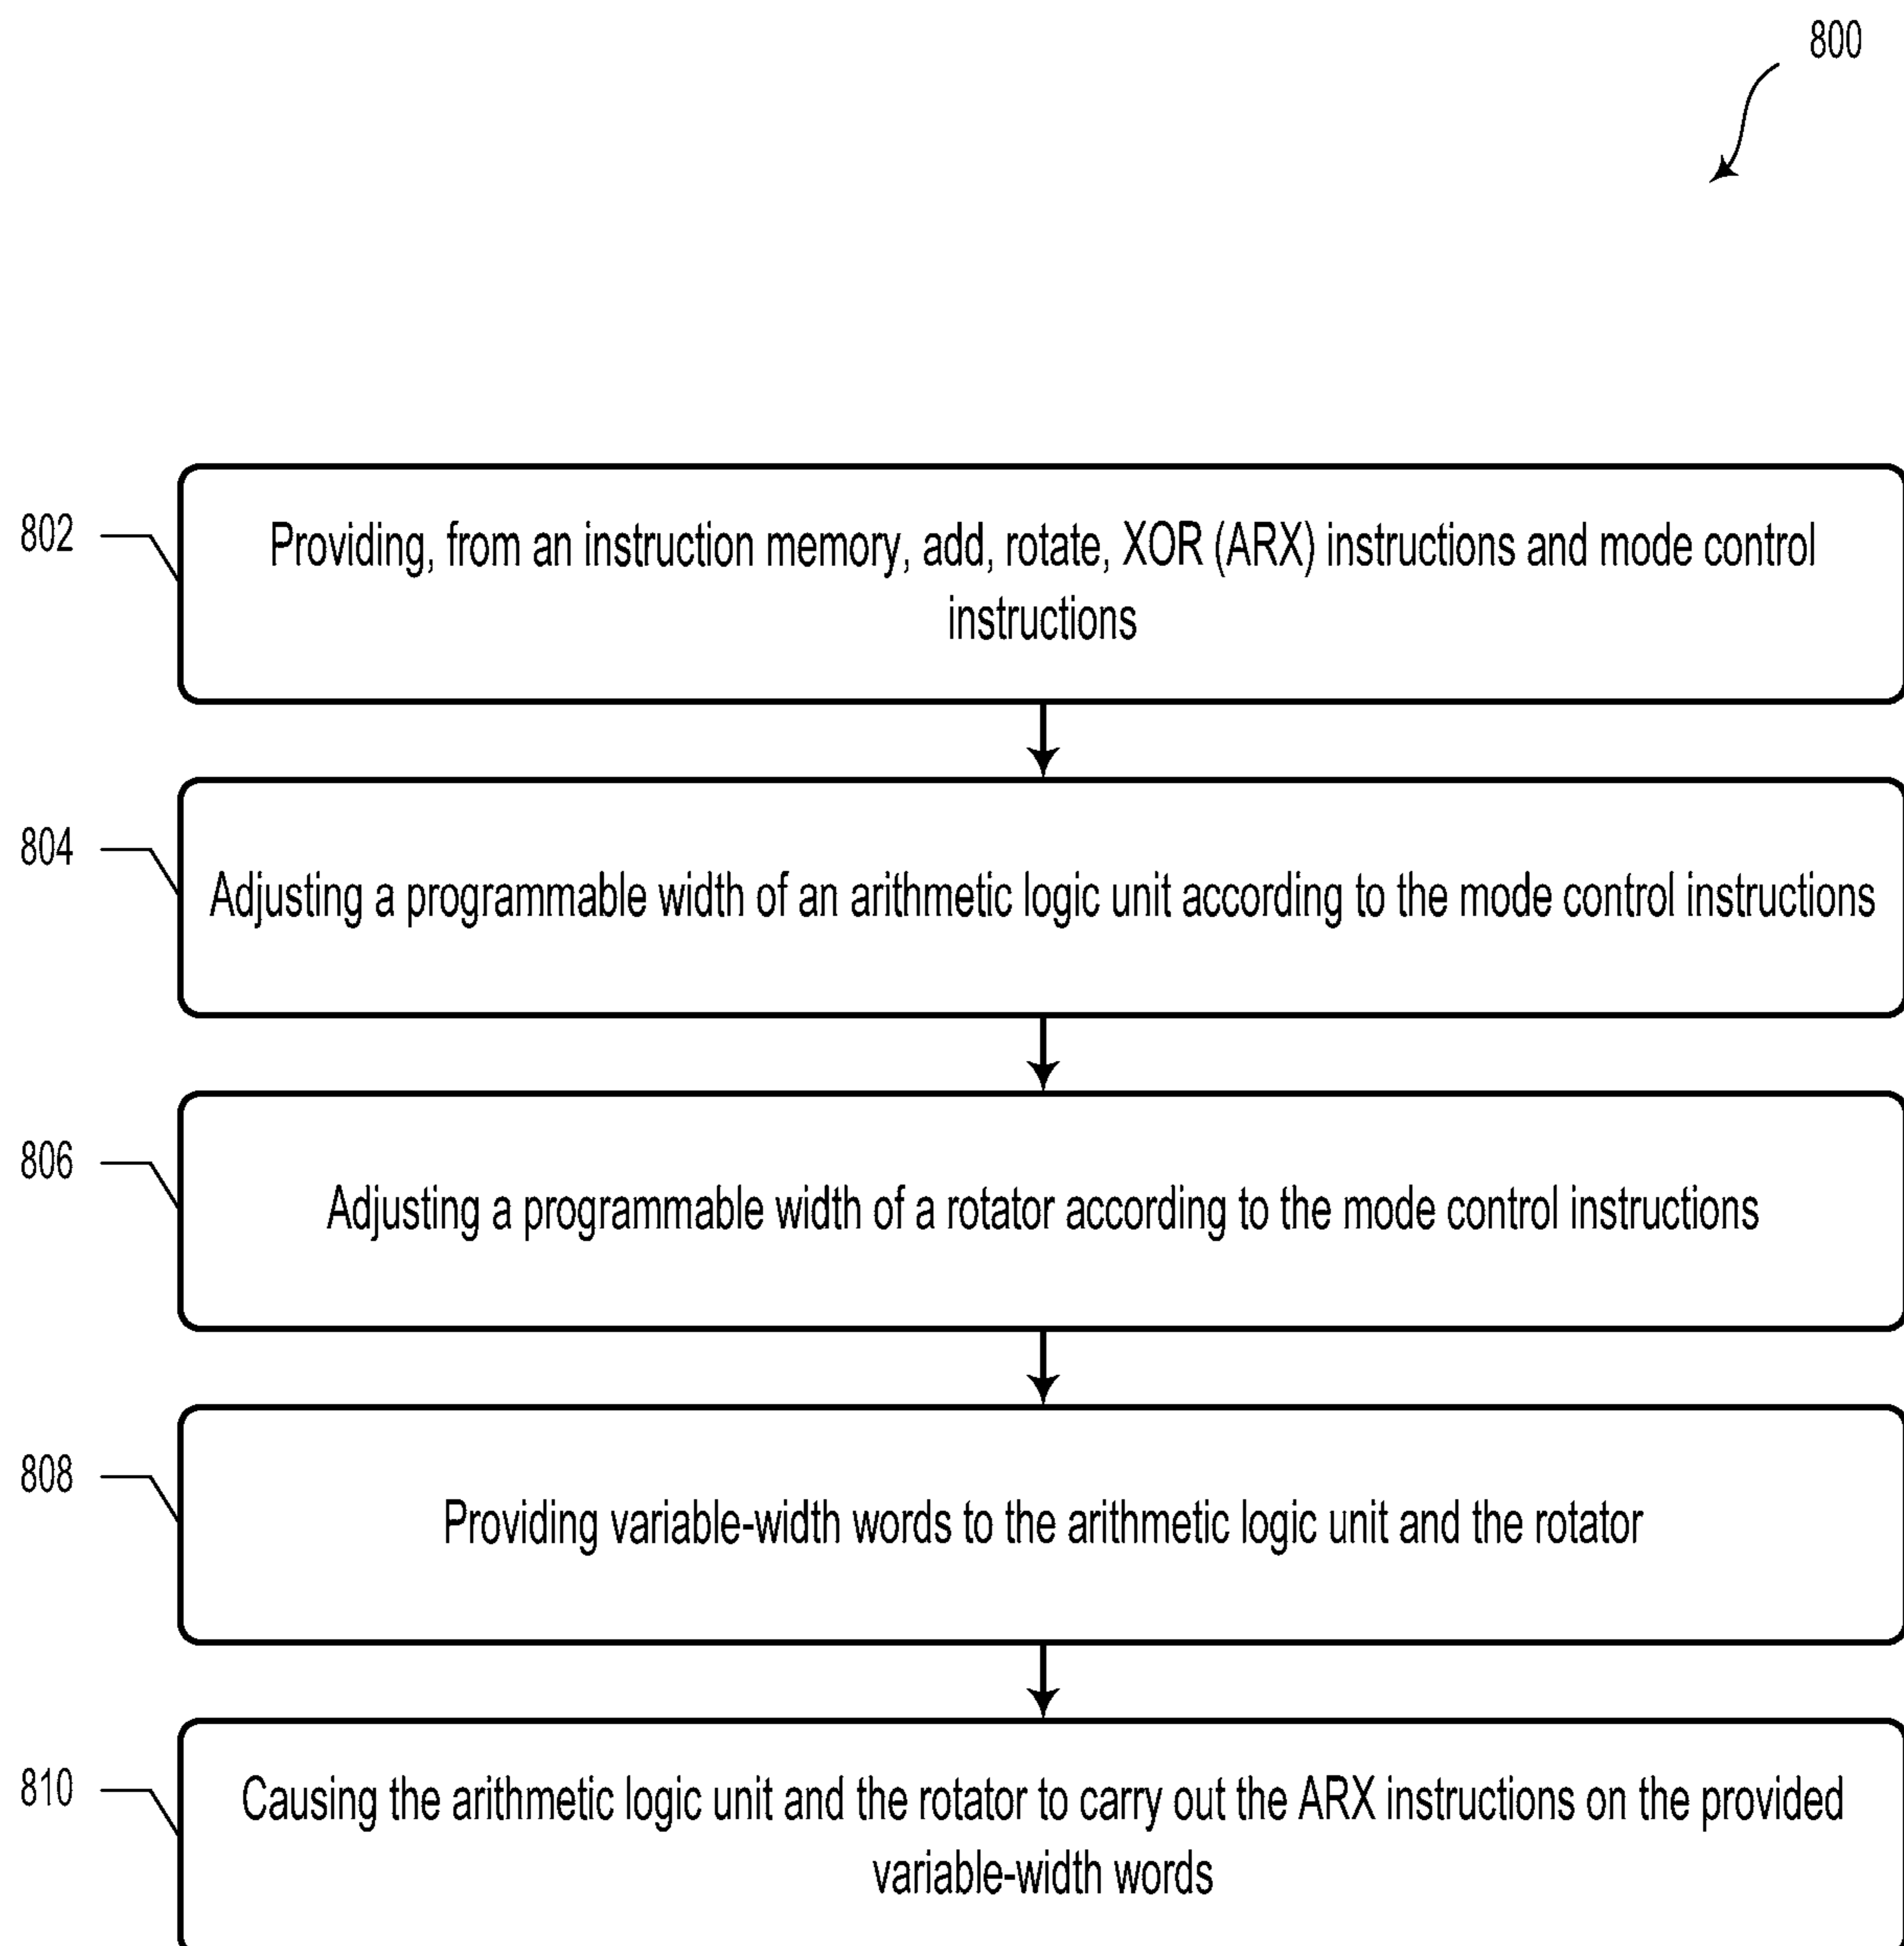 800
802
Providing, from an instruction memory, add, rotate, XOR (ARX) instructions and mode control
instructions
804
Adjusting a programmable width of an arithmetic logic unit according to the mode control instructions
806
Adjusting a programmable width of a rotator according to the mode control instructions
808
Providing variable-width words to the arithmetic logic unit and the rotator
810
Causing the arithmetic logic unit and the rotator to carry out the ARX instructions on the provided
variable-width words